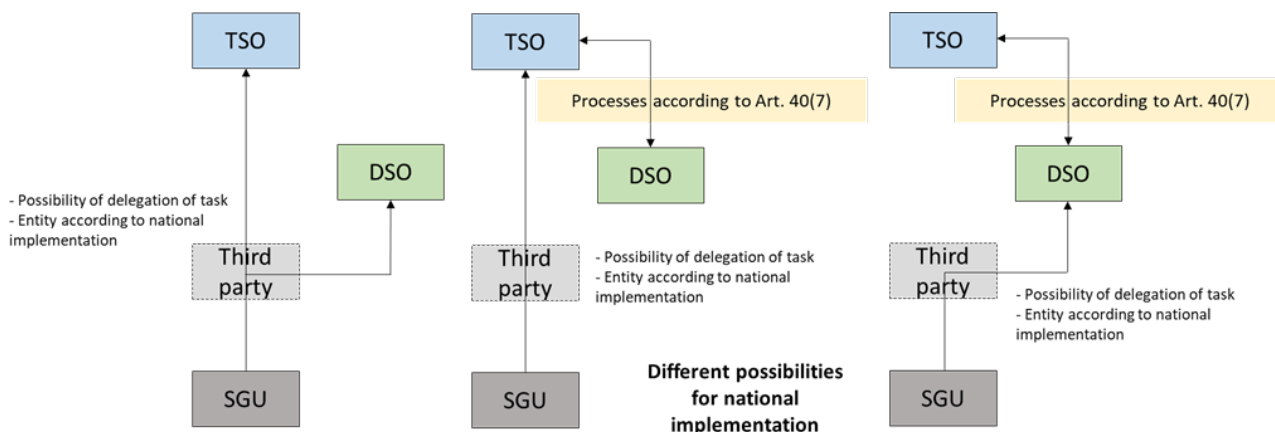 TSO
DSO
- Possibility of delegation of task
- Entity according to national
implementation
Third
party
SGU
TSO
Processes according to Art. 40(7)
DSO
Third
party
- Possibility of delegation of task
- Entity according to national
implementation
SGU
Different possibilities
for national
implementation
TSO
Processes according to Art. 40(7)
DSO
Third
party
- Possibility of delegation of task
- Entity according to national
implementation
SGU